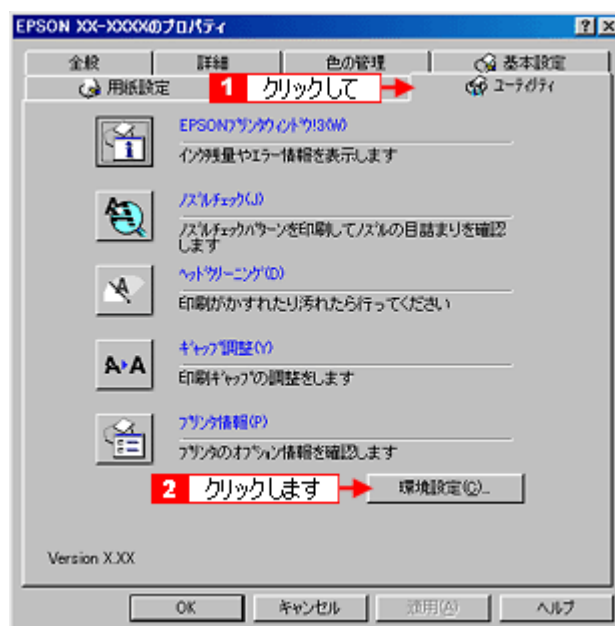 EPSON XX-XXXXのプロパティ
全般 詳細 色の管理 基本設定
用紙設定 1 クリックして ユーティリティ
EPSONプリンタウィンドウ!3(W)
インク残量やエラー情報を表示します
ノズルチェック(J)
ノズルチェックパターンを印刷してノズルの目詰まりを確認
します
ヘッドクリーニング(D)
印刷がかすれたり汚れたら行ってください
ギャップ調整(Y)
印刷ギャップの調整をします
プリンタ情報(P)
プリンタのオプション情報を確認します
2 クリックします 環境設定(C)...
Version X.XX
OK キャンセル 適用(A) ヘルプ